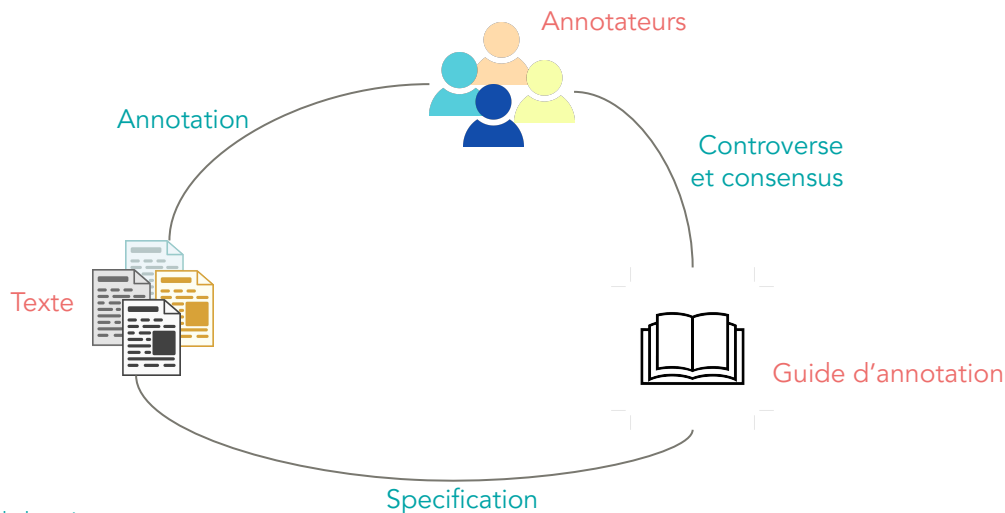 Annotateurs
Annotation
Controverse
et consensus
Texte
Guide d'annotation
Specification